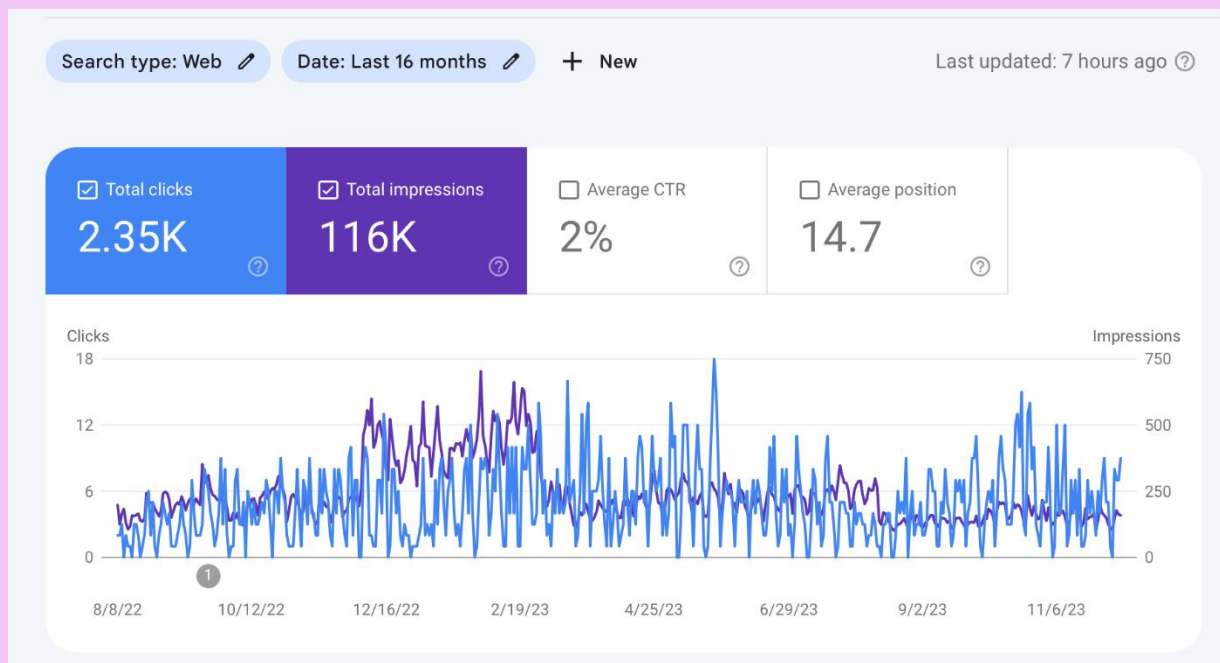 Search type: Web Date: Last 16 months + New Last updated: 7 hours ago
Total clicks Total impressions Average CTR Average position
2.35K 116K 2% 14.7
Clicks Impressions
18 750
12 500
6 250
0 0
1
8/8/22 10/12/22 12/16/22 2/19/23 4/25/23 6/29/23 9/2/23 11/6/23